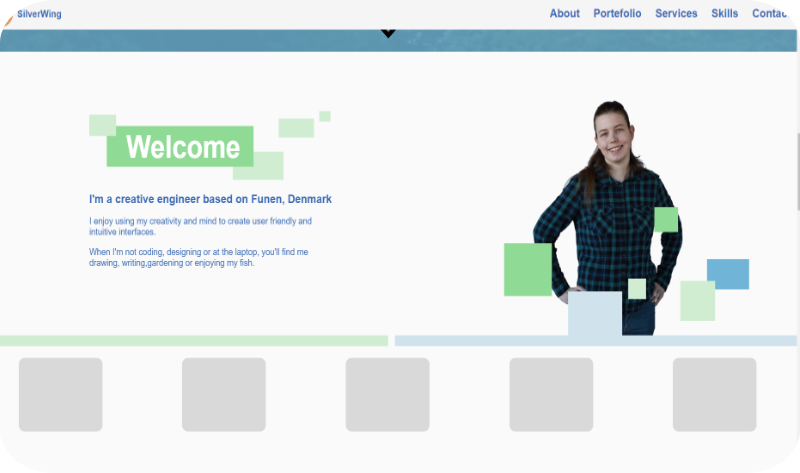 SilverWing
About Portefolio Services Skills Contac
Welcome
I'm a creative engineer based on Funen, Denmark
I enjoy using my creativity and mind to create user friendly and
intuitive interfaces.
When I'm not coding, designing or at the laptop, you'll find me
drawing, writing,gardening or enjoying my fish.